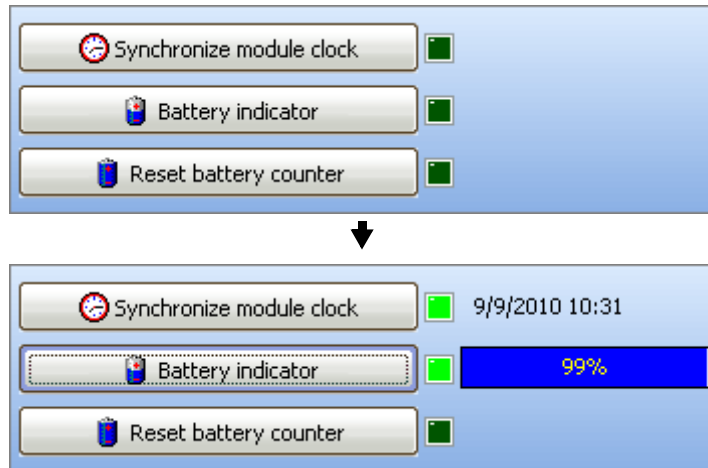 Synchronize module clock
Battery indicator
Reset battery counter
Synchronize module clock 9/9/2010 10:31
Battery indicator 99%
Reset battery counter